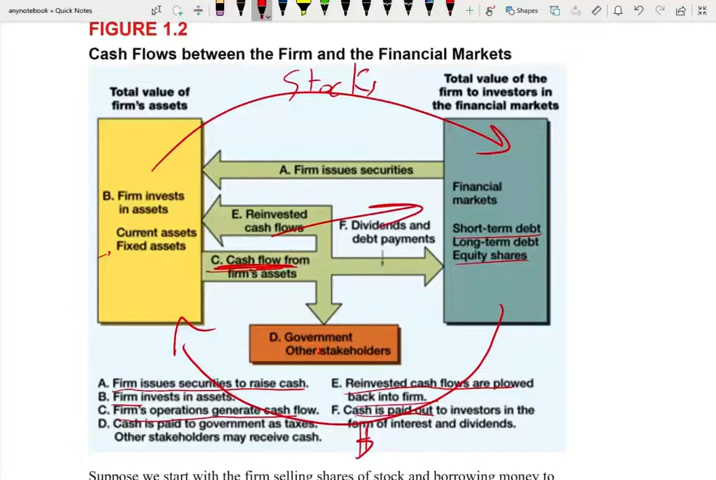 anynotebook » Quick Notes
Shapes
FIGURE 1.2
Cash Flows between the Firm and the Financial Markets
Stocks
Total value of
firm's assets
Total value of the
firm to investors in
the financial markets
A. Firm issues securities
B. Firm invests
in assets
Current assets
Fixed assets
E. Reinvested
cash flows
F. Dividends and
debt payments
C. Cash flow from
firm's assets
Financial
markets
Short-term debt
Long-term debt
Equity shares
D. Government
Other stakeholders
A. Firm issues securities to raise cash.
B. Firm invests in assets.
C. Firm's operations generate cash flow.
D. Cash is paid to government as taxes.
Other stakeholders may receive cash.
E. Reinvested cash flows are plowed
back into firm.
F. Cash is paid out to investors in the
form of interest and dividends.
Suppose we start with the firm selling shares of stock and borrowing money to